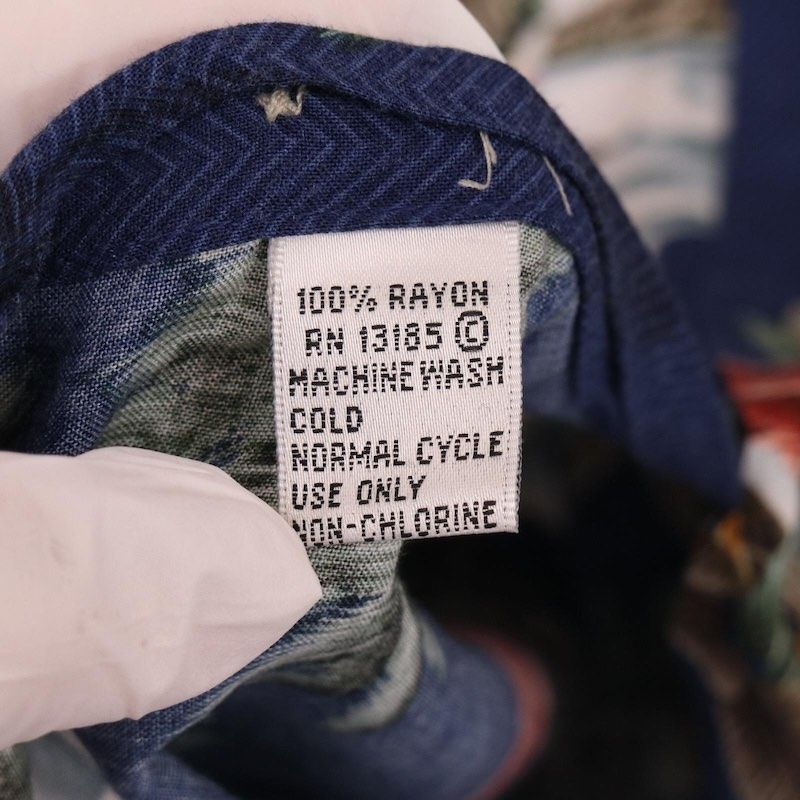 100% RAYON
RN 13185 ©
MACHINE WASH
COLD
NORMAL CYCLE
USE ONLY
NON-CHLORINE